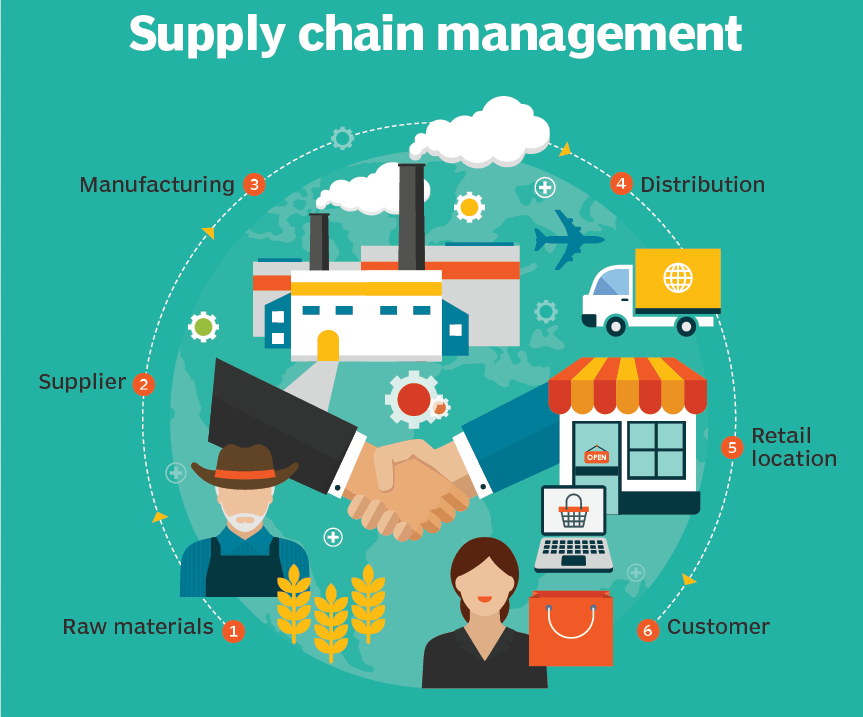 Supply chain management
Manufacturing 3
4 Distribution
Supplier 2
5 Retail
location
OPEN
Raw materials 1
6 Customer